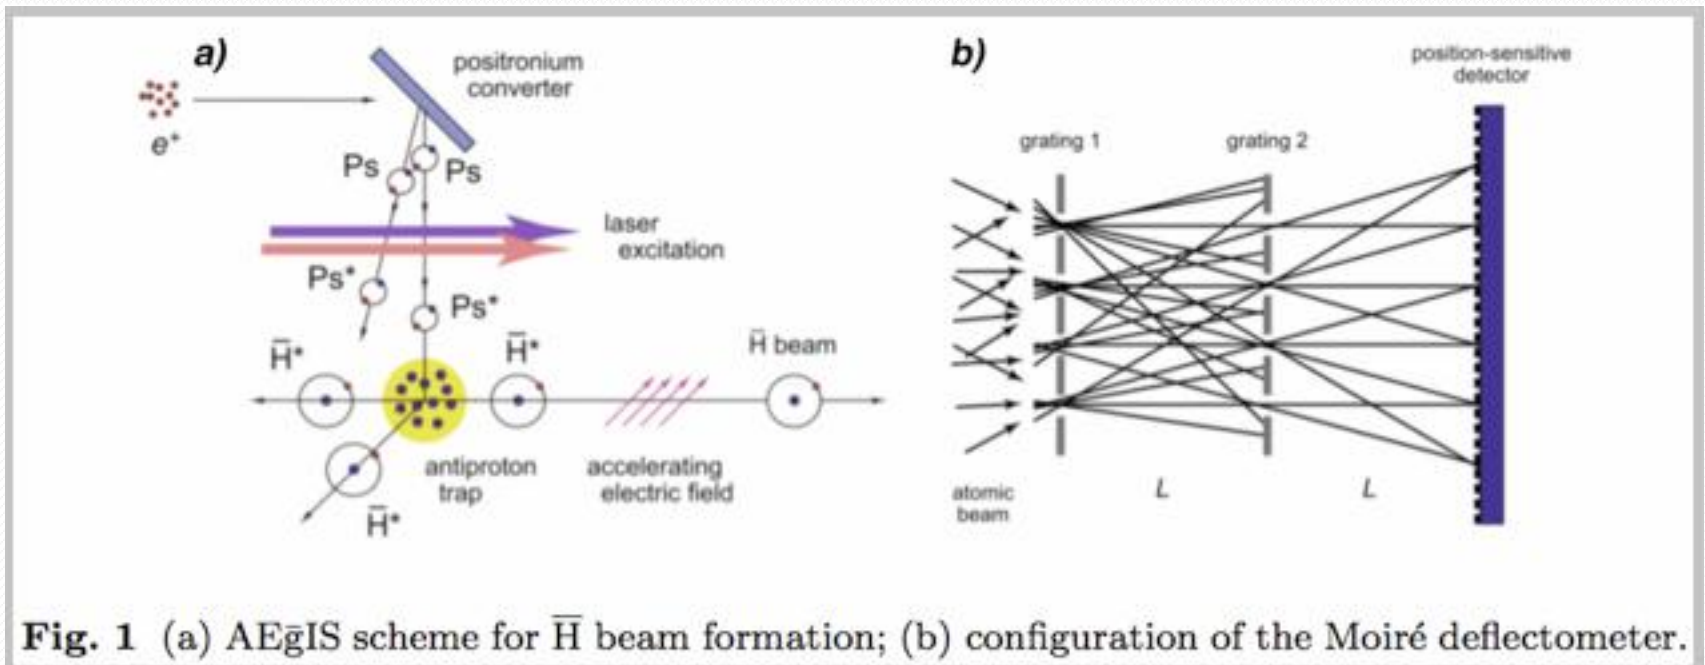 a)
positronium
converter
e⁺
Ps
Ps
laser
excitation
Ps*
Ps*
H̅*
H̅*
H̅ beam
antiproton
trap
accelerating
electric field
H̅*
b)
position-sensitive
detector
grating 1
grating 2
atomic
beam
L
L
Fig. 1 (a) AEḡIS scheme for H̅ beam formation; (b) configuration of the Moiré deflectometer.